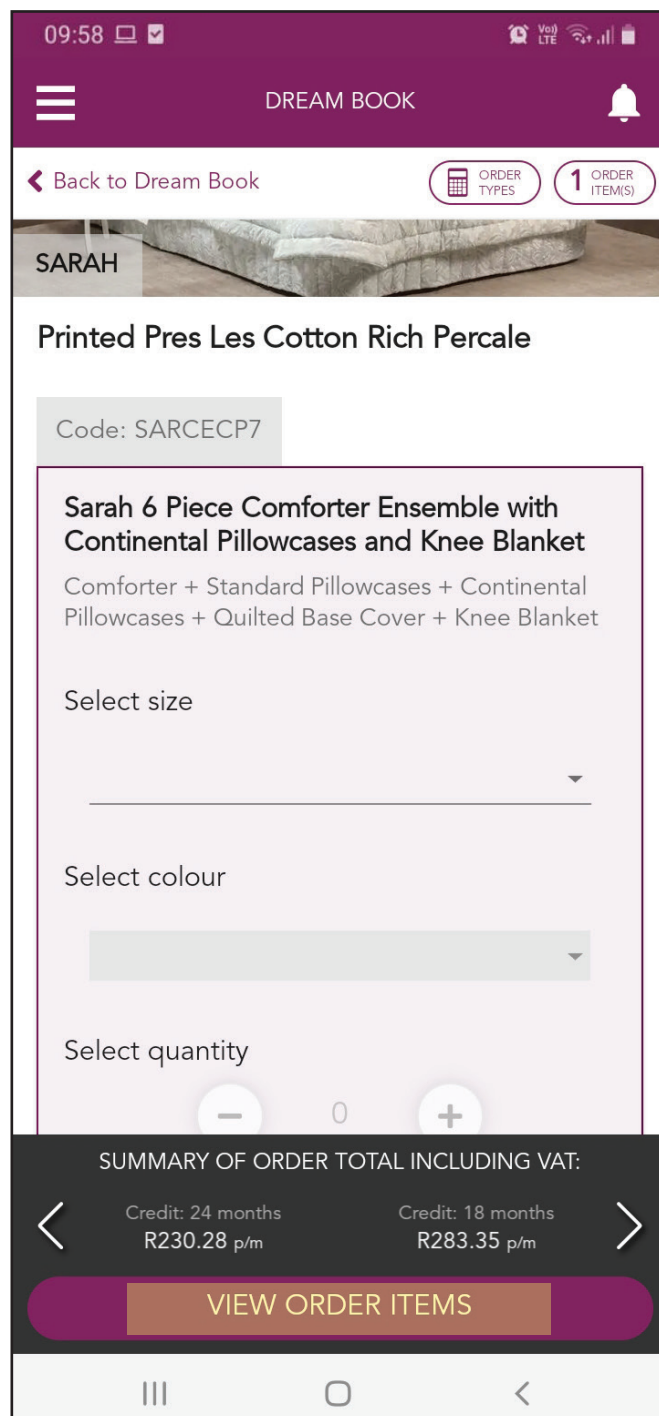 09:58
Vo)) LTE
DREAM BOOK
Back to Dream Book
ORDER TYPES
1 ORDER ITEM(S)
SARAH
Printed Pres Les Cotton Rich Percale
Code: SARCECP7
Sarah 6 Piece Comforter Ensemble with
Continental Pillowcases and Knee Blanket
Comforter + Standard Pillowcases + Continental
Pillowcases + Quilted Base Cover + Knee Blanket
Select size
Select colour
Select quantity
0
SUMMARY OF ORDER TOTAL INCLUDING VAT:
Credit: 24 months
R230.28 p/m
Credit: 18 months
R283.35 p/m
VIEW ORDER ITEMS